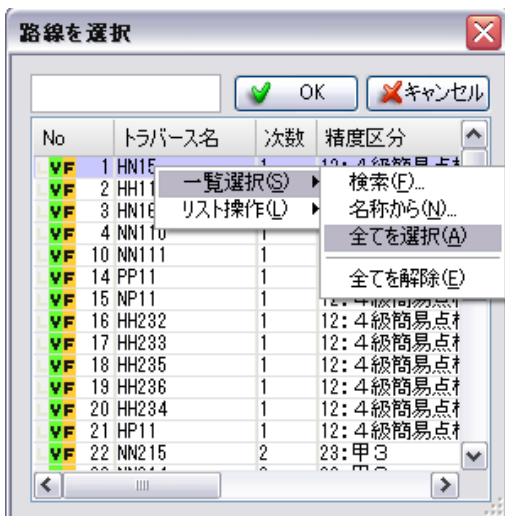 路線を選択
OK キャンセル
No トラバース名 次数 精度区分
VF 1 HN15
VF 2 HH11
VF 3 HN16
VF 4 NN110 1
VF 10 NN111 1
VF 14 PP11 1
VF 15 NP11 1 12:4級簡易点
VF 16 HH232 1 12:4級簡易点
VF 17 HH233 1 12:4級簡易点
VF 18 HH235 1 12:4級簡易点
VF 19 HH236 1 12:4級簡易点
VF 20 HH234 1 12:4級簡易点
VF 21 HP11 1 12:4級簡易点
VF 22 NN215 2 23:甲3
一覧選択(S)
リスト操作(L)
検索(F)...
名称から(N)...
全てを選択(A)
全てを解除(E)